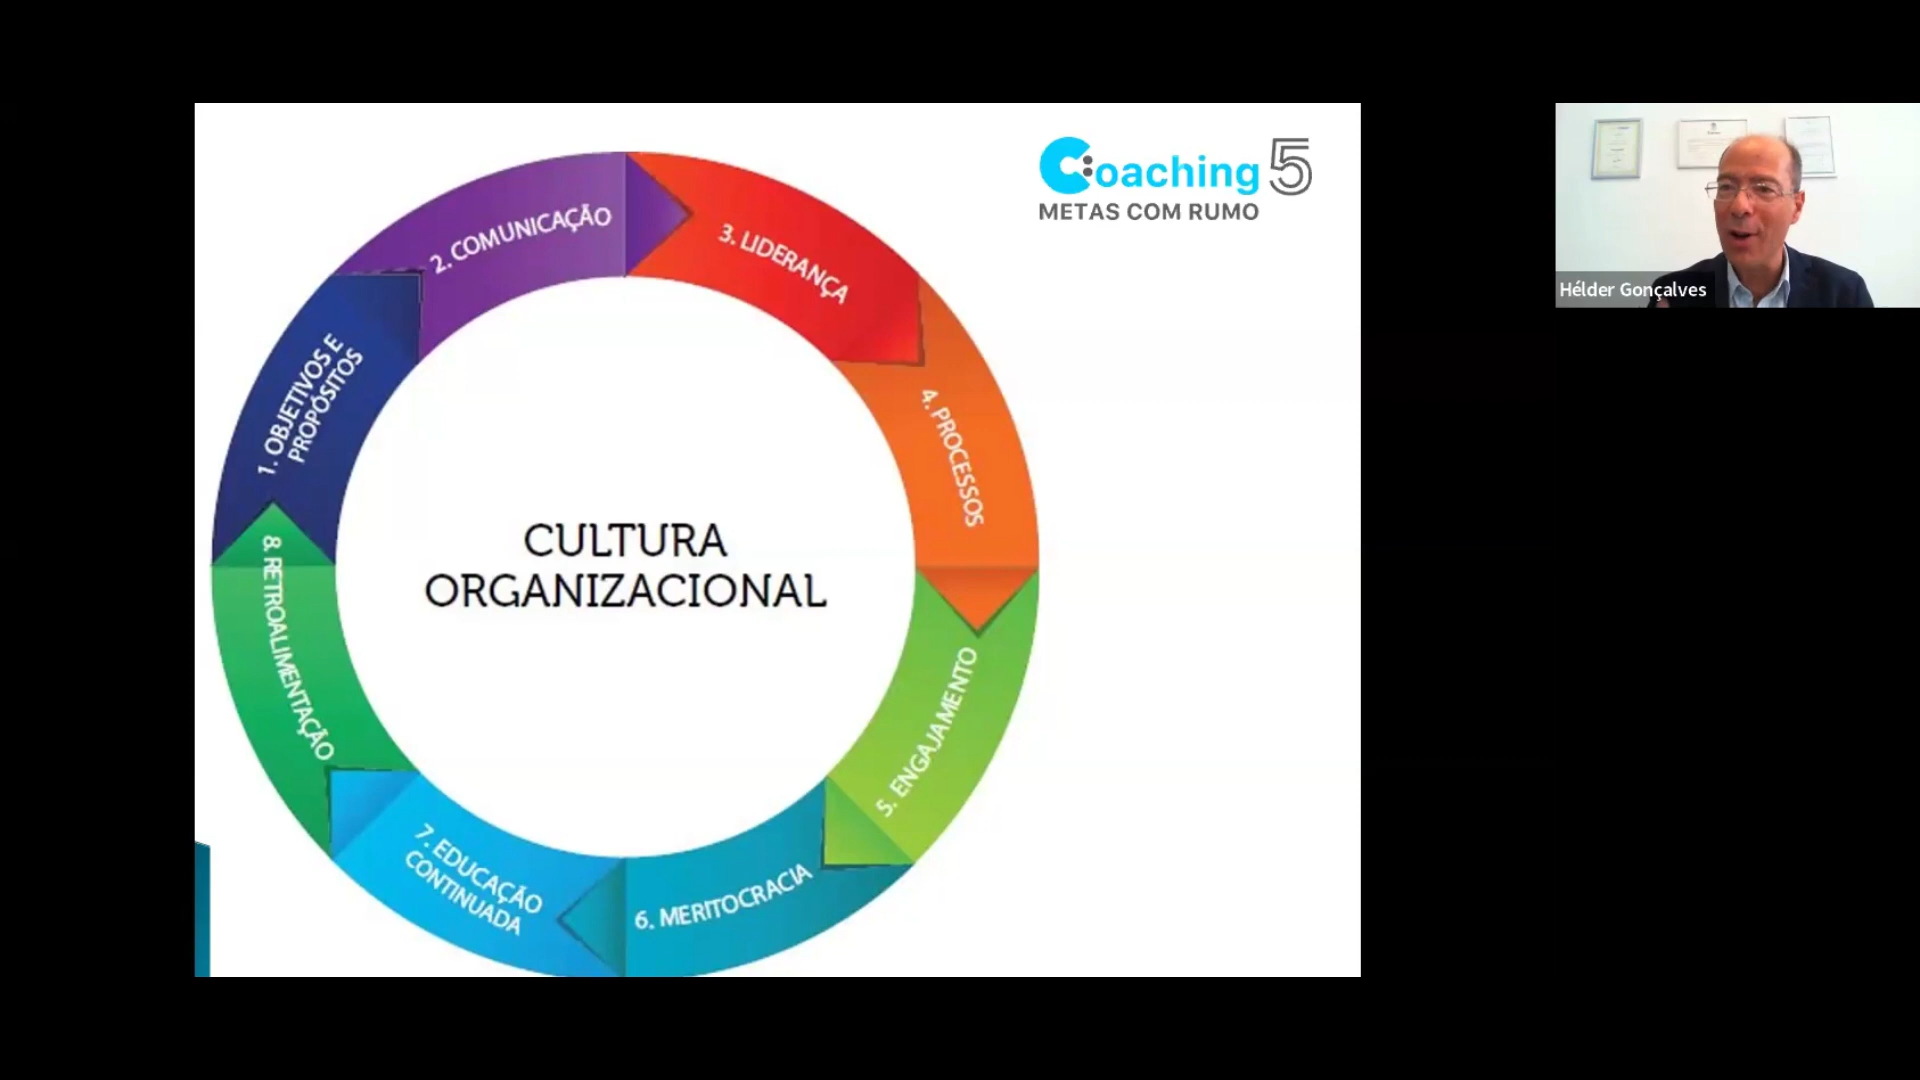 Coaching 5
METAS COM RUMO
1. OBJETIVOS E
PROPÓSITOS
2. COMUNICAÇÃO
3. LIDERANÇA
4. PROCESSOS
5. ENGAJAMENTO
6. MERITOCRACIA
7. EDUCAÇÃO
CONTINUADA
8. RETROALIMENTAÇÃO
CULTURA
ORGANIZACIONAL
Hélder Gonçalves